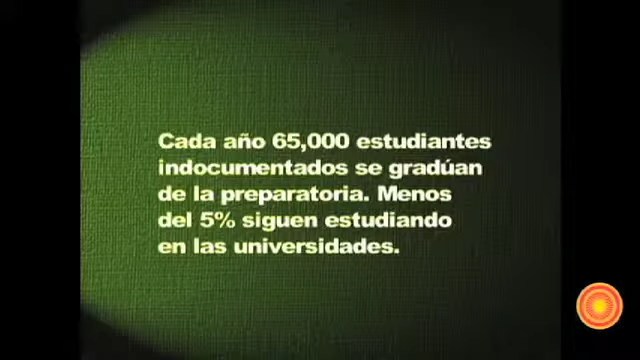 Cada año 65,000 estudiantes
indocumentados se gradúan
de la preparatoria. Menos
del 5% siguen estudiando
en las universidades.